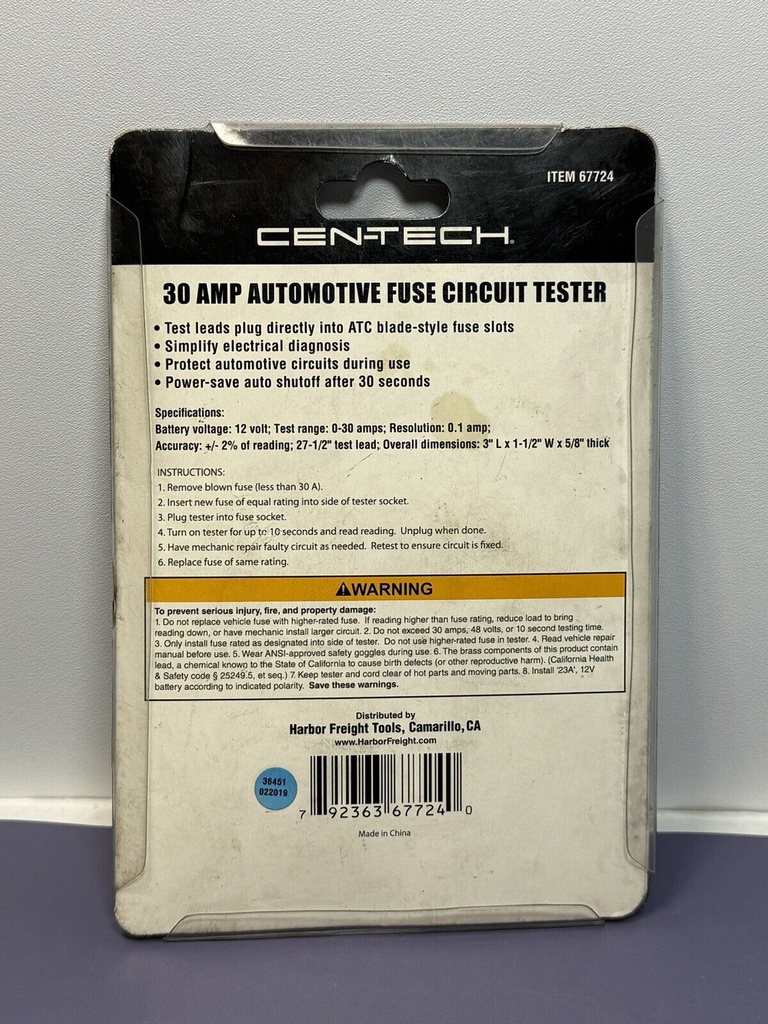 ITEM 67724
CEN-TECH®
30 AMP AUTOMOTIVE FUSE CIRCUIT TESTER
• Test leads plug directly into ATC blade-style fuse slots
• Simplify electrical diagnosis
• Protect automotive circuits during use
• Power-save auto shutoff after 30 seconds
Specifications:
Battery voltage: 12 volt; Test range: 0-30 amps; Resolution: 0.1 amp;
Accuracy: +/- 2% of reading; 27-1/2" test lead; Overall dimensions: 3" L x 1-1/2" W x 5/8" thick
INSTRUCTIONS:
1. Remove blown fuse (less than 30 A).
2. Insert new fuse of equal rating into side of tester socket.
3. Plug tester into fuse socket.
4. Turn on tester for up to 10 seconds and read reading. Unplug when done.
5. Have mechanic repair faulty circuit as needed. Retest to ensure circuit is fixed.
6. Replace fuse of same rating.
⚠WARNING
To prevent serious injury, fire, and property damage:
1. Do not replace vehicle fuse with higher-rated fuse. If reading higher than fuse rating, reduce load to bring
reading down, or have mechanic install larger circuit. 2. Do not exceed 30 amps, 48 volts, or 10 second testing time.
3. Only install fuse rated as designated into side of tester. Do not use higher-rated fuse in tester. 4. Read vehicle repair
manual before use. 5. Wear ANSI-approved safety goggles during use. 6. The brass components of this product contain
lead, a chemical known to the State of California to cause birth defects (or other reproductive harm). (California Health
& Safety code § 25249.5, et seq.) 7. Keep tester and cord clear of hot parts and moving parts. 8. Install '23A', 12V
battery according to indicated polarity. Save these warnings.
Distributed by
Harbor Freight Tools, Camarillo, CA
www.HarborFreight.com
36451
022019
7 92363 67724 0
Made in China